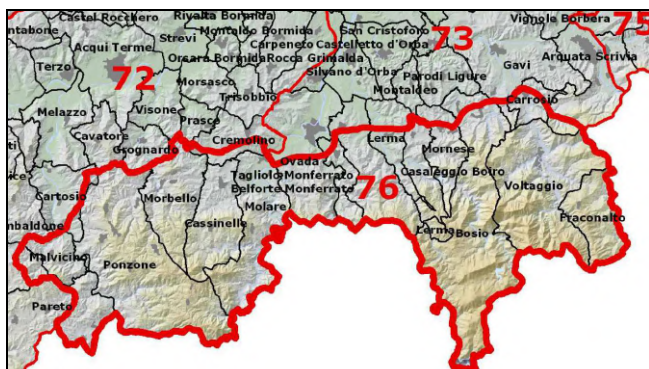 Castel Rocchero
Rivalta Bormida
Vignole Borbera
75
Montaldo Bormida
San Cristoforo
73
Strevi
Carpeneto
Castelletto d'Orba
Acqui Terme
Orsara Bormida
Rocca Grimalda
Arquata Scrivia
Terzo
Gavi
72
Silvano d'Orba
Parodi Ligure
Morsasco
Montaldeo
Trisobbio
Carrosio
Melazzo
Visone
Prasco
Cavatore
Cremolino
Lerma
Mornese
Grognardo
Ovada
Tagliolo Monferrato
Casaleggio Boiro
76
Voltaggio
Belforte Monferrato
Cartosio
Morbello
Molare
Fraconalto
Cassinelle
Lerma
Bosio
Malvicino
Ponzone
Pareto